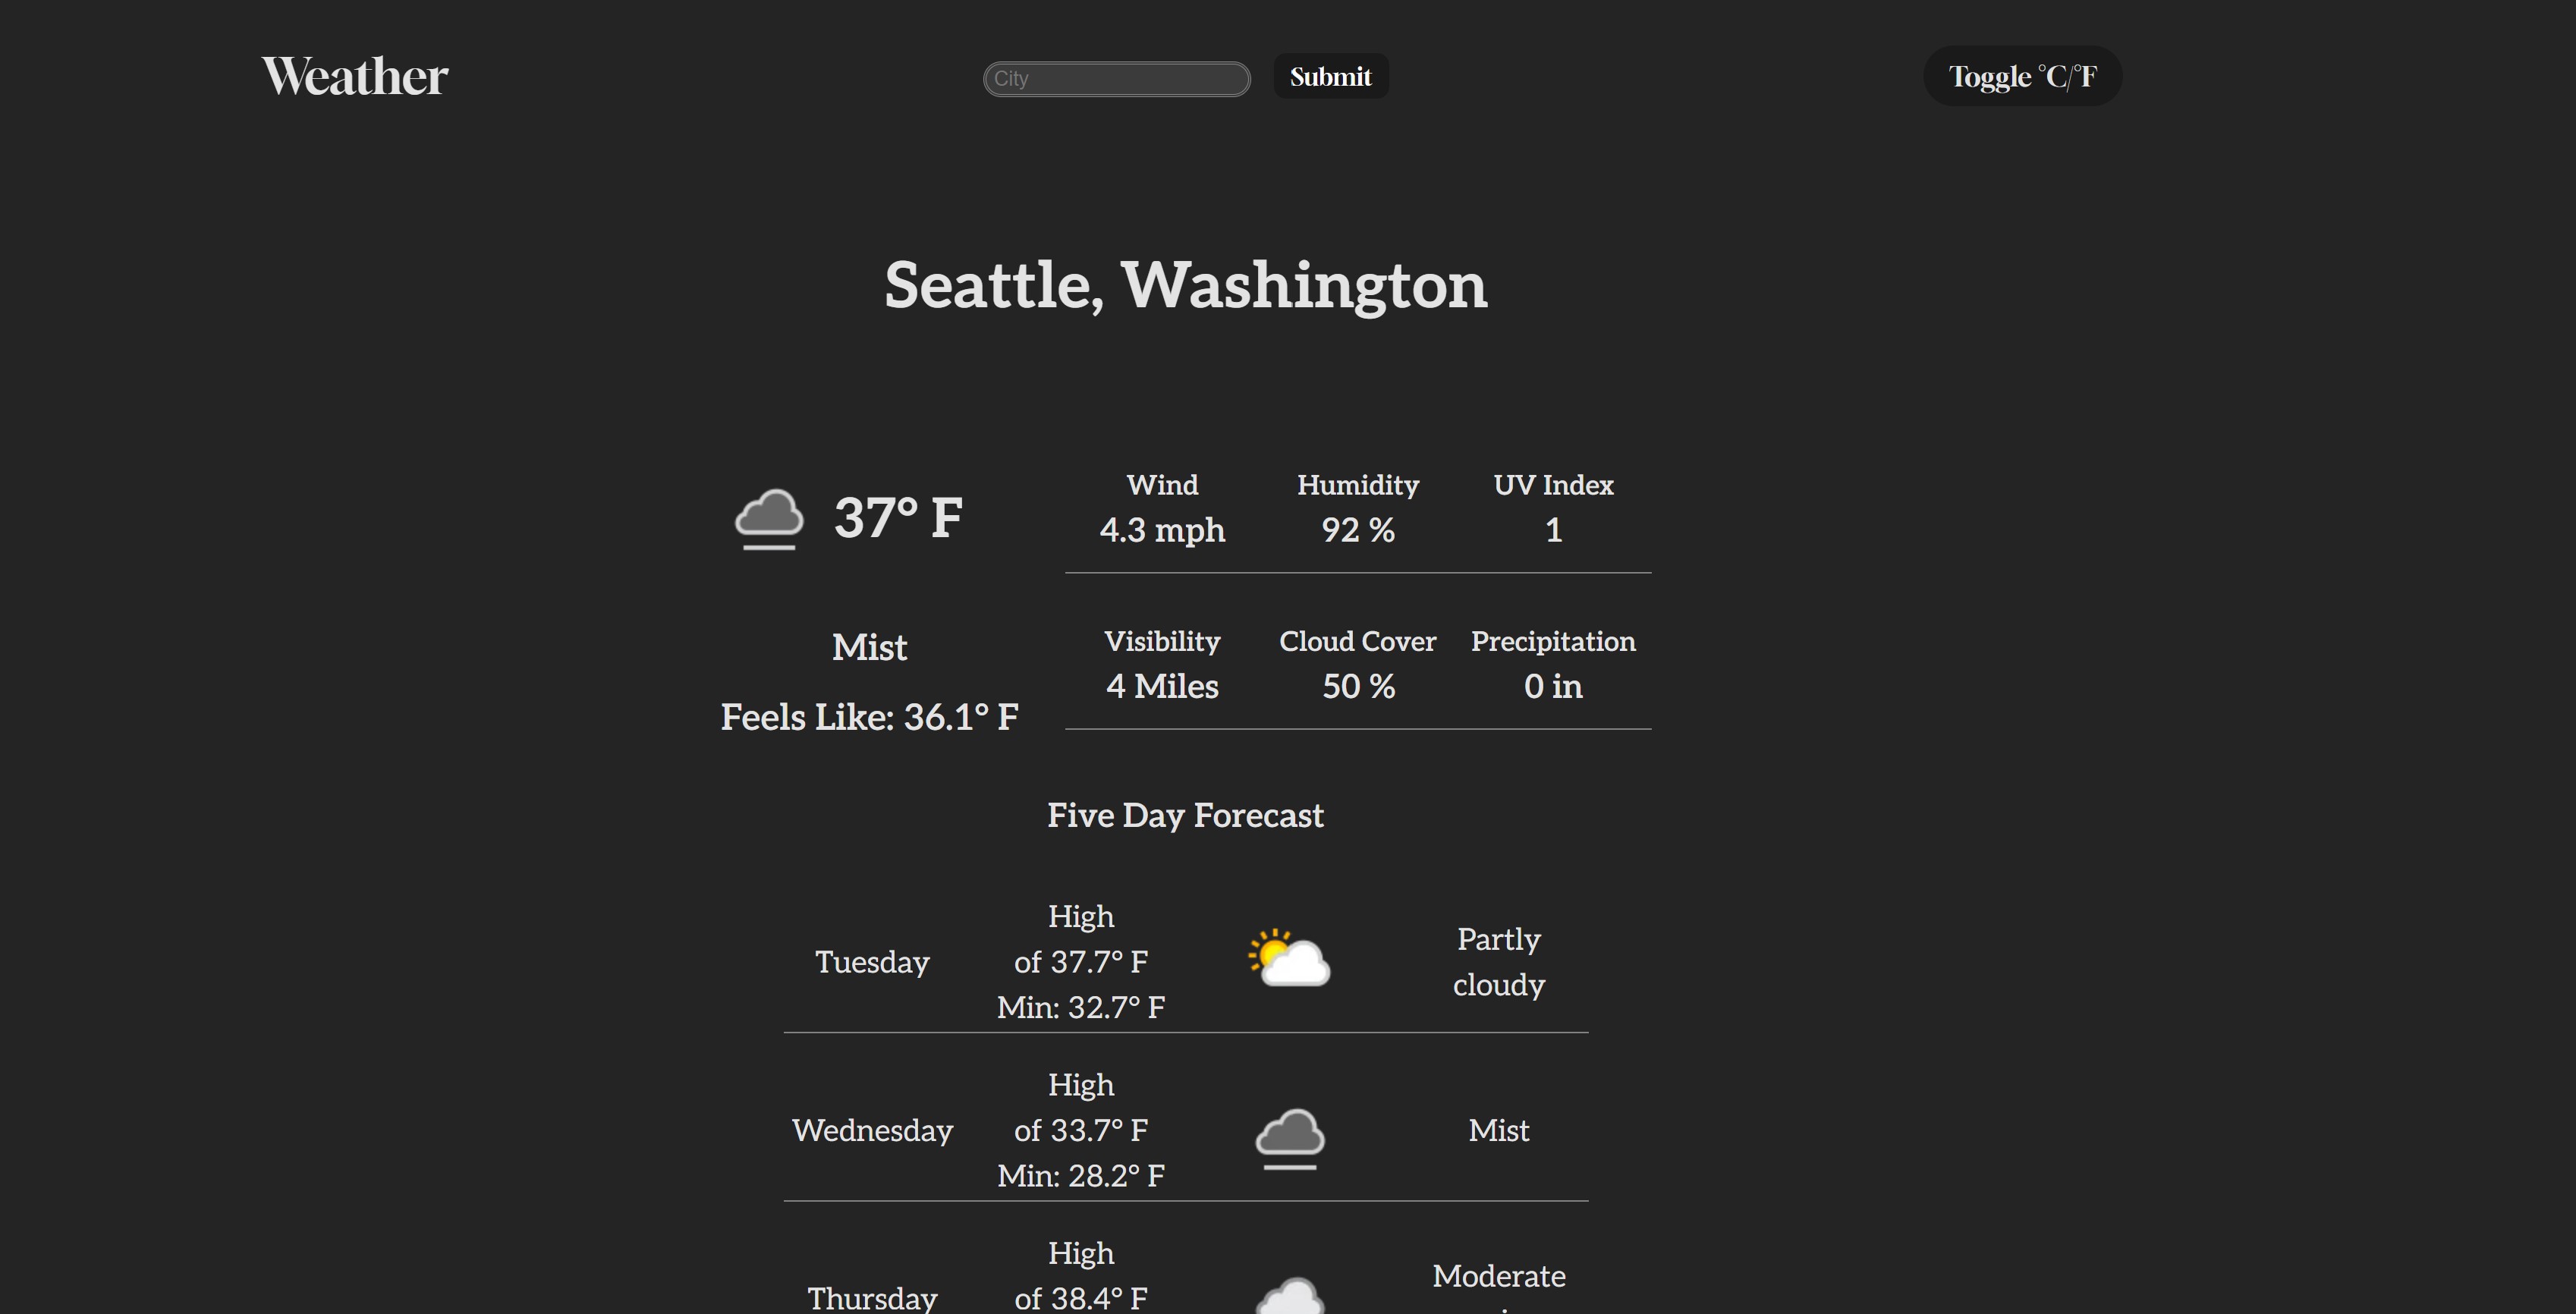 Weather
City
Submit
Toggle °C/°F
Seattle, Washington
37° F
Mist
Feels Like: 36.1° F
Wind
4.3 mph
Humidity
92 %
UV Index
1
Visibility
4 Miles
Cloud Cover
50 %
Precipitation
0 in
Five Day Forecast
Tuesday
High
of 37.7° F
Min: 32.7° F
Partly
cloudy
Wednesday
High
of 33.7° F
Min: 28.2° F
Mist
Thursday
High
of 38.4° F
Moderate